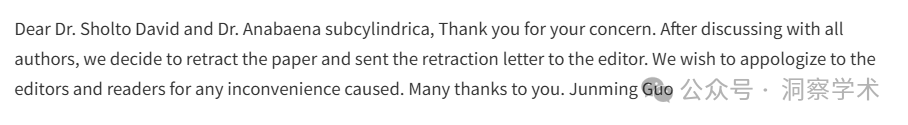 Dear Dr. Sholto David and Dr. Anabaena subcylindrica, Thank you for your concern. After discussing with all
authors, we decide to retract the paper and sent the retraction letter to the editor. We wish to appologize to the
editors and readers for any inconvenience caused. Many thanks to you. Junming Guo
公众号 · 洞察学术